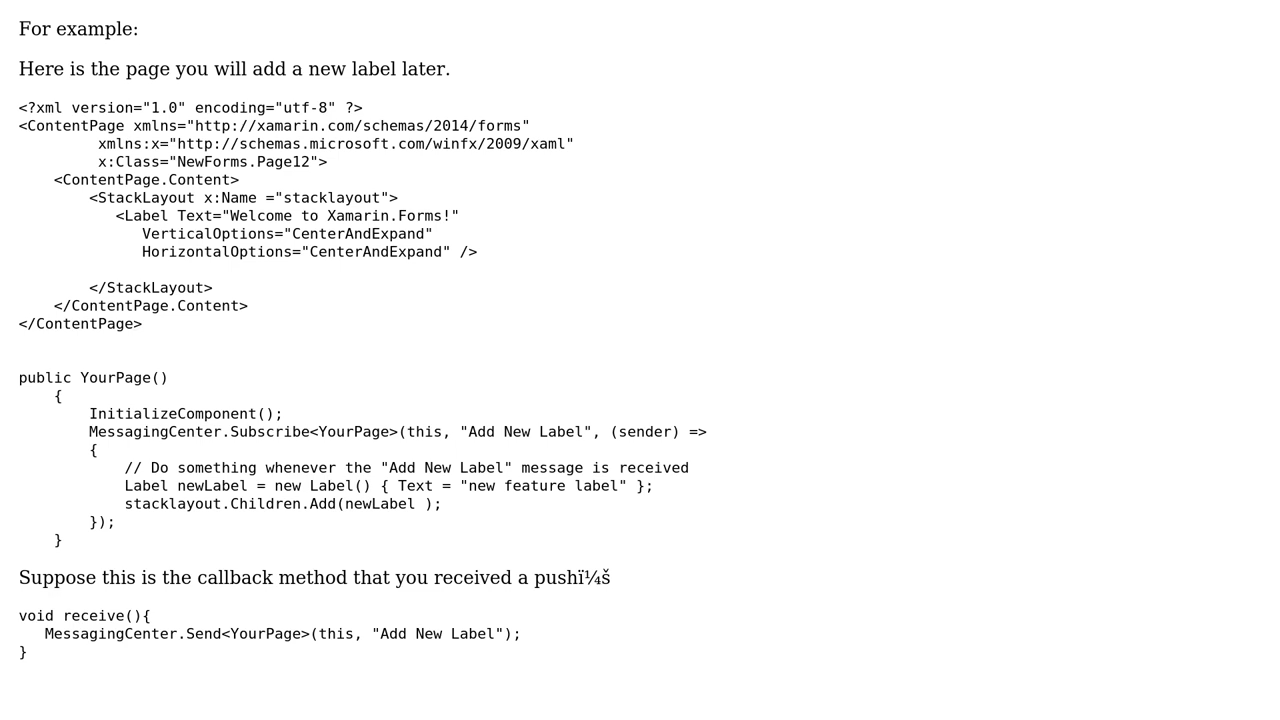 For example:
Here is the page you will add a new label later.
<?xml version="1.0" encoding="utf-8" ?>
<ContentPage xmlns="http://xamarin.com/schemas/2014/forms"
         xmlns:x="http://schemas.microsoft.com/winfx/2009/xaml"
         x:Class="NewForms.Page12">
    <ContentPage.Content>
        <StackLayout x:Name ="stacklayout">
           <Label Text="Welcome to Xamarin.Forms!"
              VerticalOptions="CenterAndExpand"
              HorizontalOptions="CenterAndExpand" />

        </StackLayout>
    </ContentPage.Content>
</ContentPage>


public YourPage()
    {
        InitializeComponent();
        MessagingCenter.Subscribe<YourPage>(this, "Add New Label", (sender) =>
        {
            // Do something whenever the "Add New Label" message is received
            Label newLabel = new Label() { Text = "new feature label" };
            stacklayout.Children.Add(newLabel );
        });
    }
Suppose this is the callback method that you received a pushï¼š
void receive(){
   MessagingCenter.Send<YourPage>(this, "Add New Label");
}